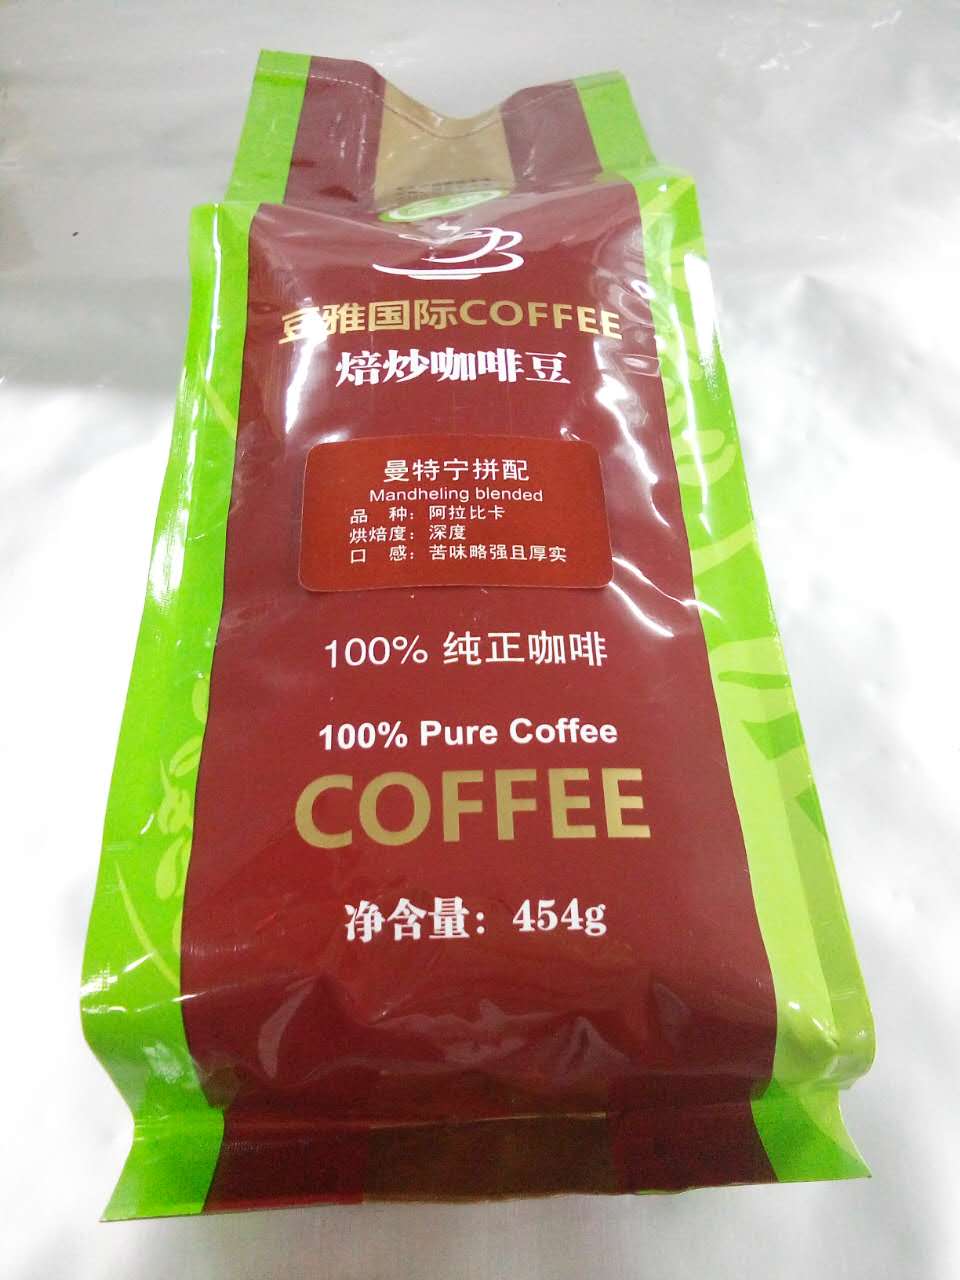 豆雅国际COFFEE
焙炒咖啡豆
曼特宁拼配
Mandheling blended
品 种：阿拉比卡
烘焙度：深度
口 感：苦味略强且厚实
100% 纯正咖啡
100% Pure Coffee
COFFEE
净含量：454g